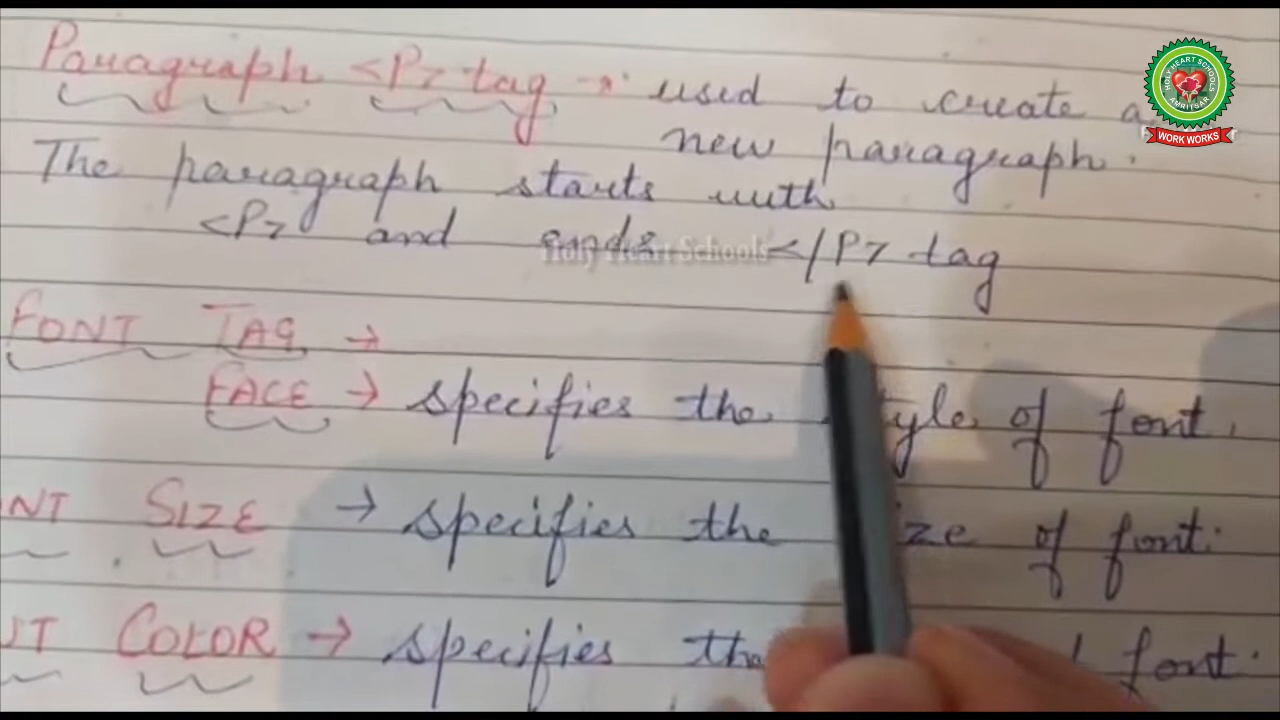 Paragraph <P> tag → used to create a
new paragraph.
The paragraph starts with
<P> and ends </P> tag
FONT TAG →
FACE → specifies the style of font.
NT SIZE → specifies the size of font.
COLOR → specifies the font.
Holy Heart Schools
HOLY HEART SCHOOLS
AMRITSAR
WORK WORKS